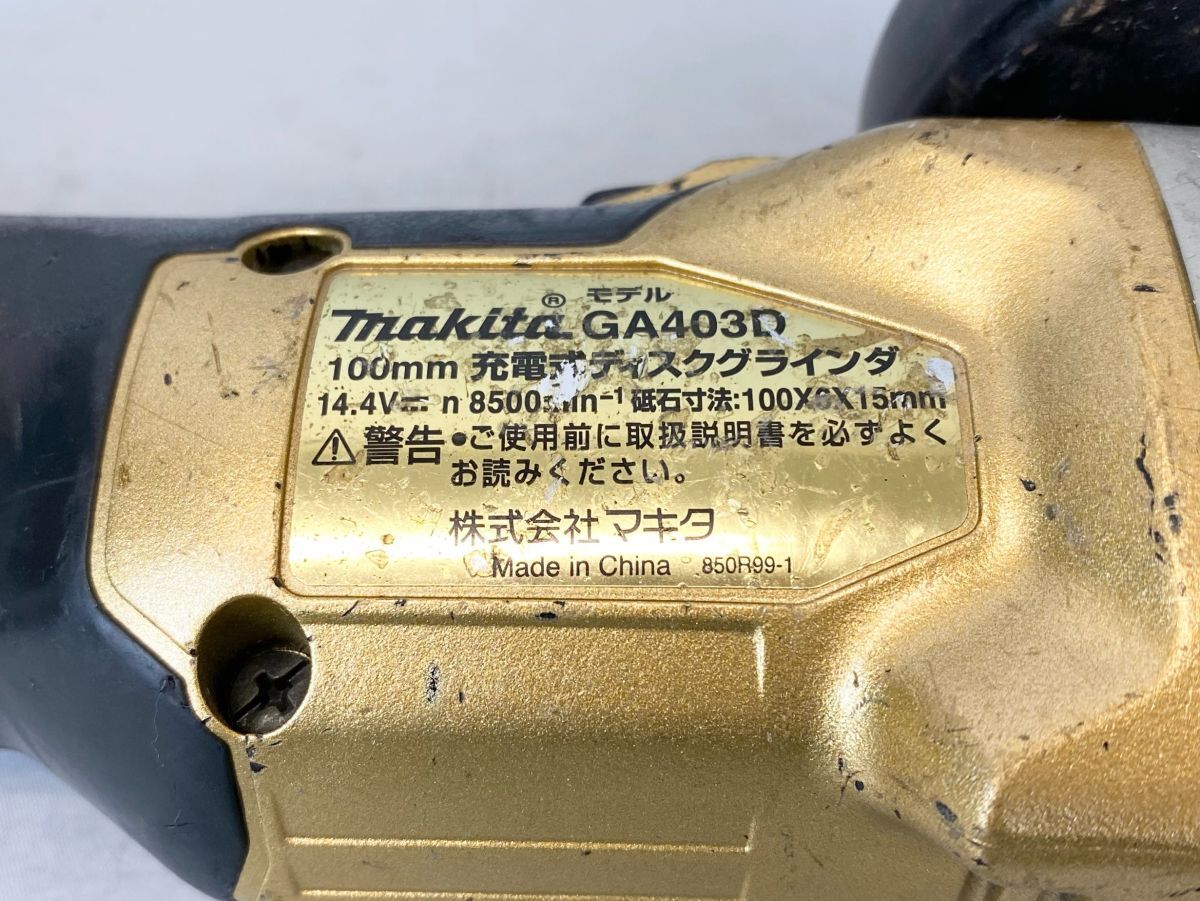 モデル
makita® GA403D
100mm 充電式ディスクグラインダ
14.4V⎓ n 8500min⁻¹ 砥石寸法:100X6X15mm
⚠警告 ●ご使用前に取扱説明書を必ずよく
お読みください。
株式会社マキタ
Made in China 850R99-1